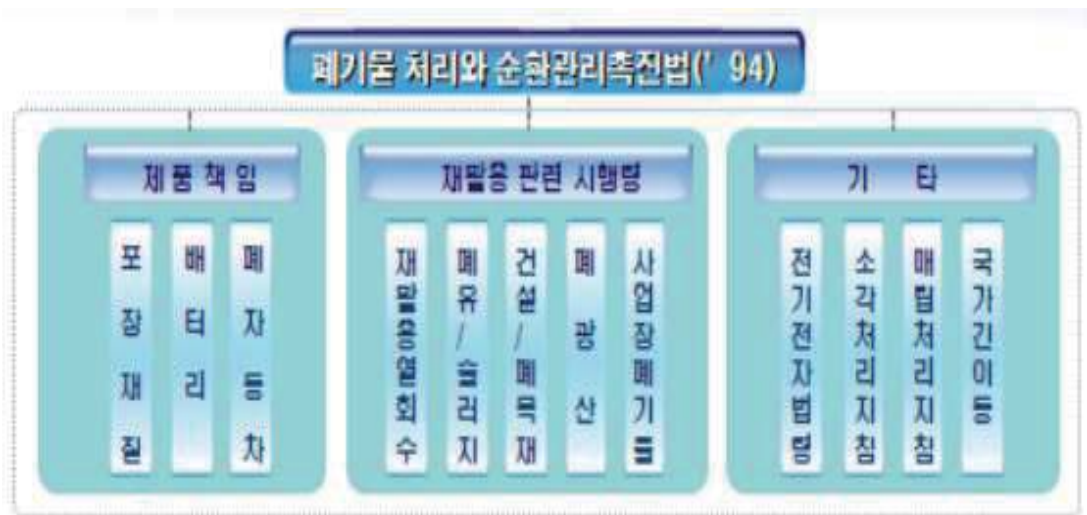 폐기물 처리와 순환관리촉진법(’ 94)
제 품 책 임
포장재질
배터리
폐자동차
재활용 관련 시행령
재활용열회수
폐유/슬러지
건설/폐목재
폐광산
사업장폐기물
기 타
전기전자법령
소각처리지침
매립처리지침
국가간이동